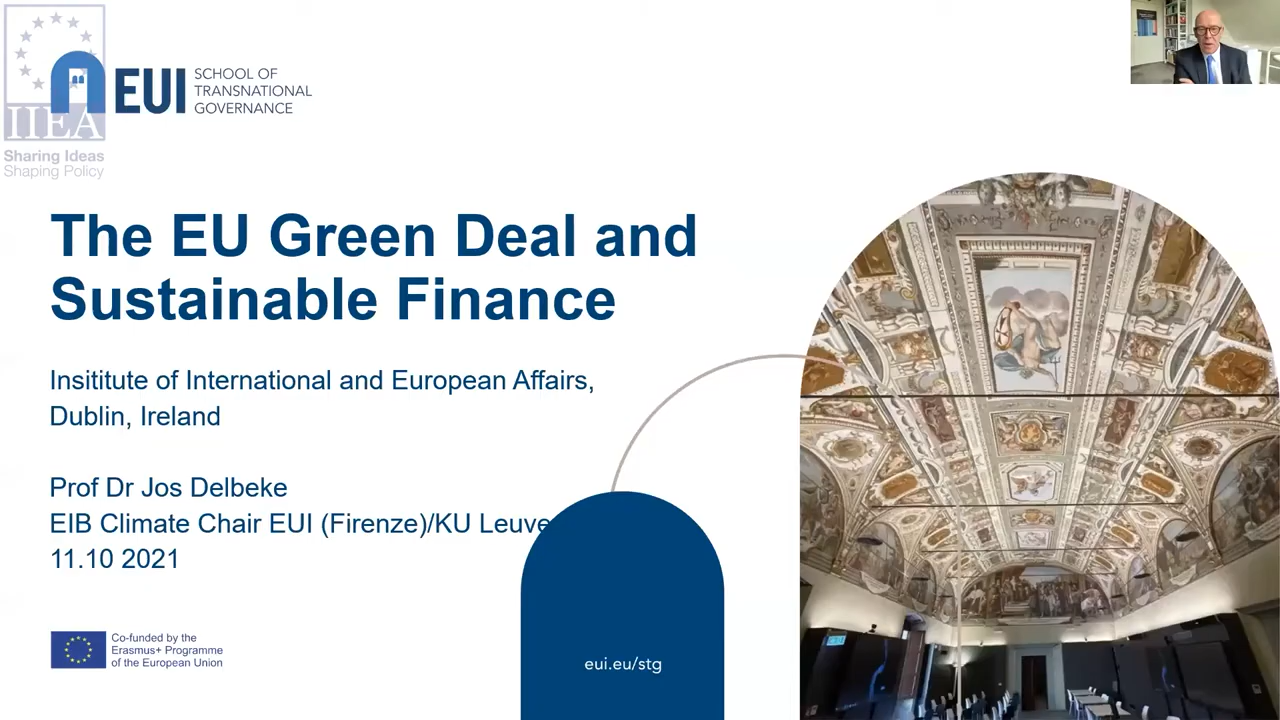 IIEA
Sharing Ideas
Shaping Policy
EUI
SCHOOL OF
TRANSNATIONAL
GOVERNANCE
The EU Green Deal and
Sustainable Finance
Insititute of International and European Affairs,
Dublin, Ireland
Prof Dr Jos Delbeke
EIB Climate Chair EUI (Firenze)/KU Leuve
11.10 2021
Co-funded by the
Erasmus+ Programme
of the European Union
eui.eu/stg